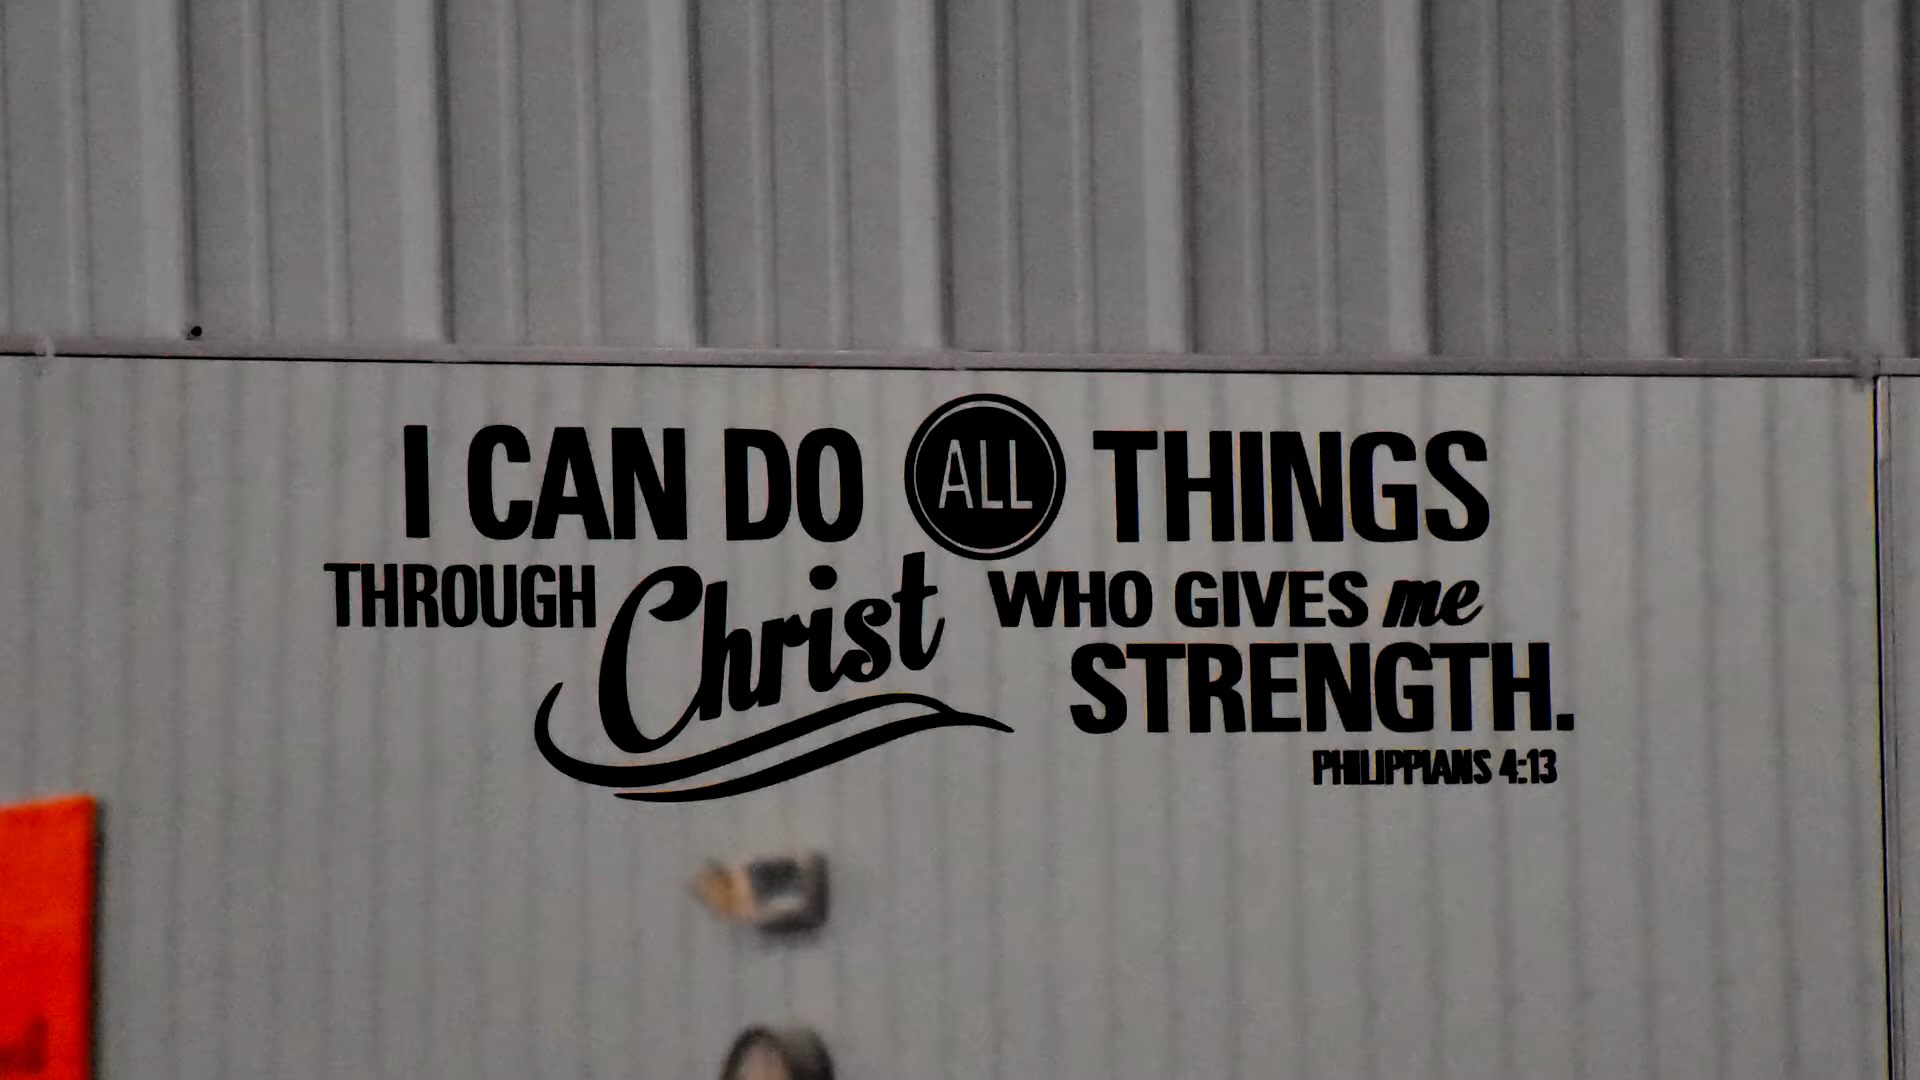 I CAN DO ALL THINGS
THROUGH Christ WHO GIVES me
STRENGTH.
PHILIPPIANS 4:13